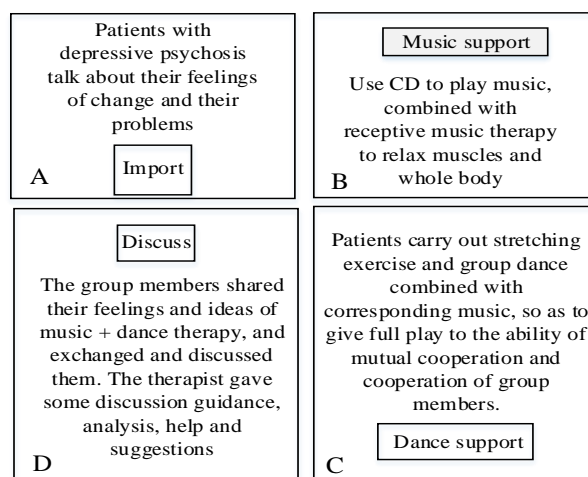 Patients with
depressive psychosis
talk about their feelings
of change and their
problems
Import
A
Music support
Use CD to play music,
combined with
receptive music therapy
to relax muscles and
whole body
B
Discuss
The group members shared
their feelings and ideas of
music + dance therapy, and
exchanged and discussed
them. The therapist gave
some discussion guidance,
analysis, help and
suggestions
D
Patients carry out stretching
exercise and group dance
combined with
corresponding music, so as to
give full play to the ability of
mutual cooperation and
cooperation of group
members.
Dance support
C